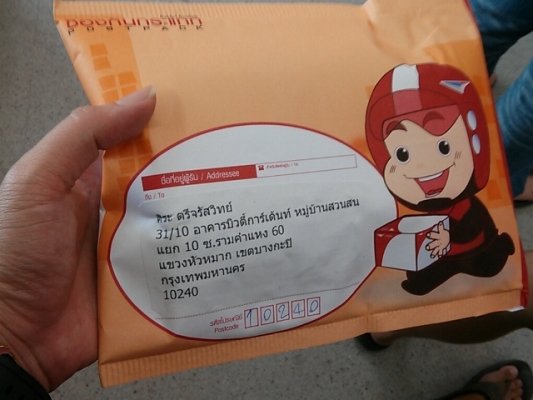 POSTPACK
ชื่อที่อยู่ผู้รับ / Addresses
ศิระ ตรีจรัสวิทย์
31/10 อาคารบิวตี้การ์เด้นท์ หมู่บ้านสวนสน
แยก 10 ซ.รามคำแหง 60
แขวงหัวหมาก เขตบางกะปิ
กรุงเทพมหานคร
10240
รหัสไปรษณีย์ 10240
Postcode